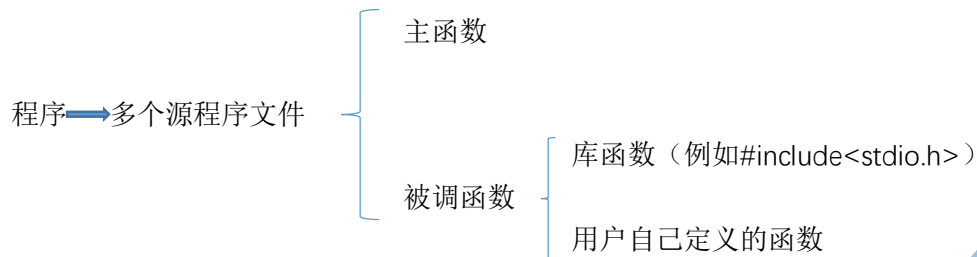 主函数
程序
多个源程序文件
库函数（例如#include<stdio.h>）
被调函数
用户自己定义的函数